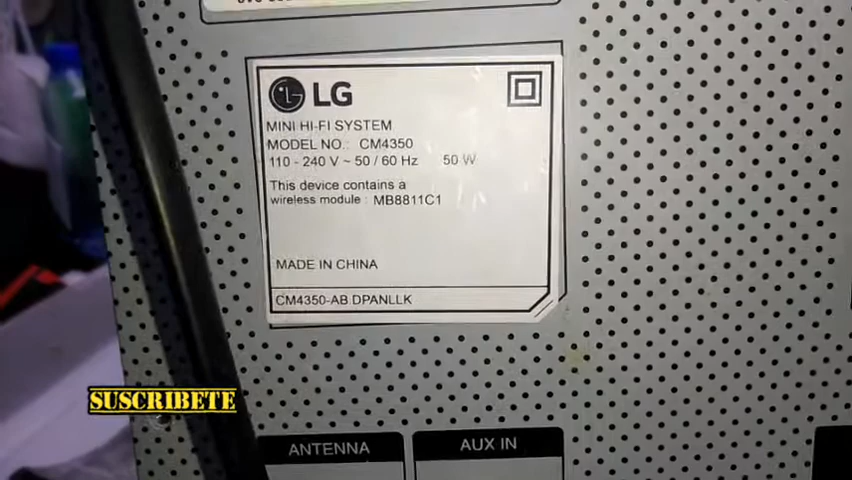 LG
MINI HI-FI SYSTEM
MODEL NO.: CM4350
110 - 240 V ~ 50 / 60 Hz 50 W
This device contains a
wireless module : MB8811C1
MADE IN CHINA
CM4350-AB DPANLLK
SUSCRIBETE
ANTENNA
AUX IN